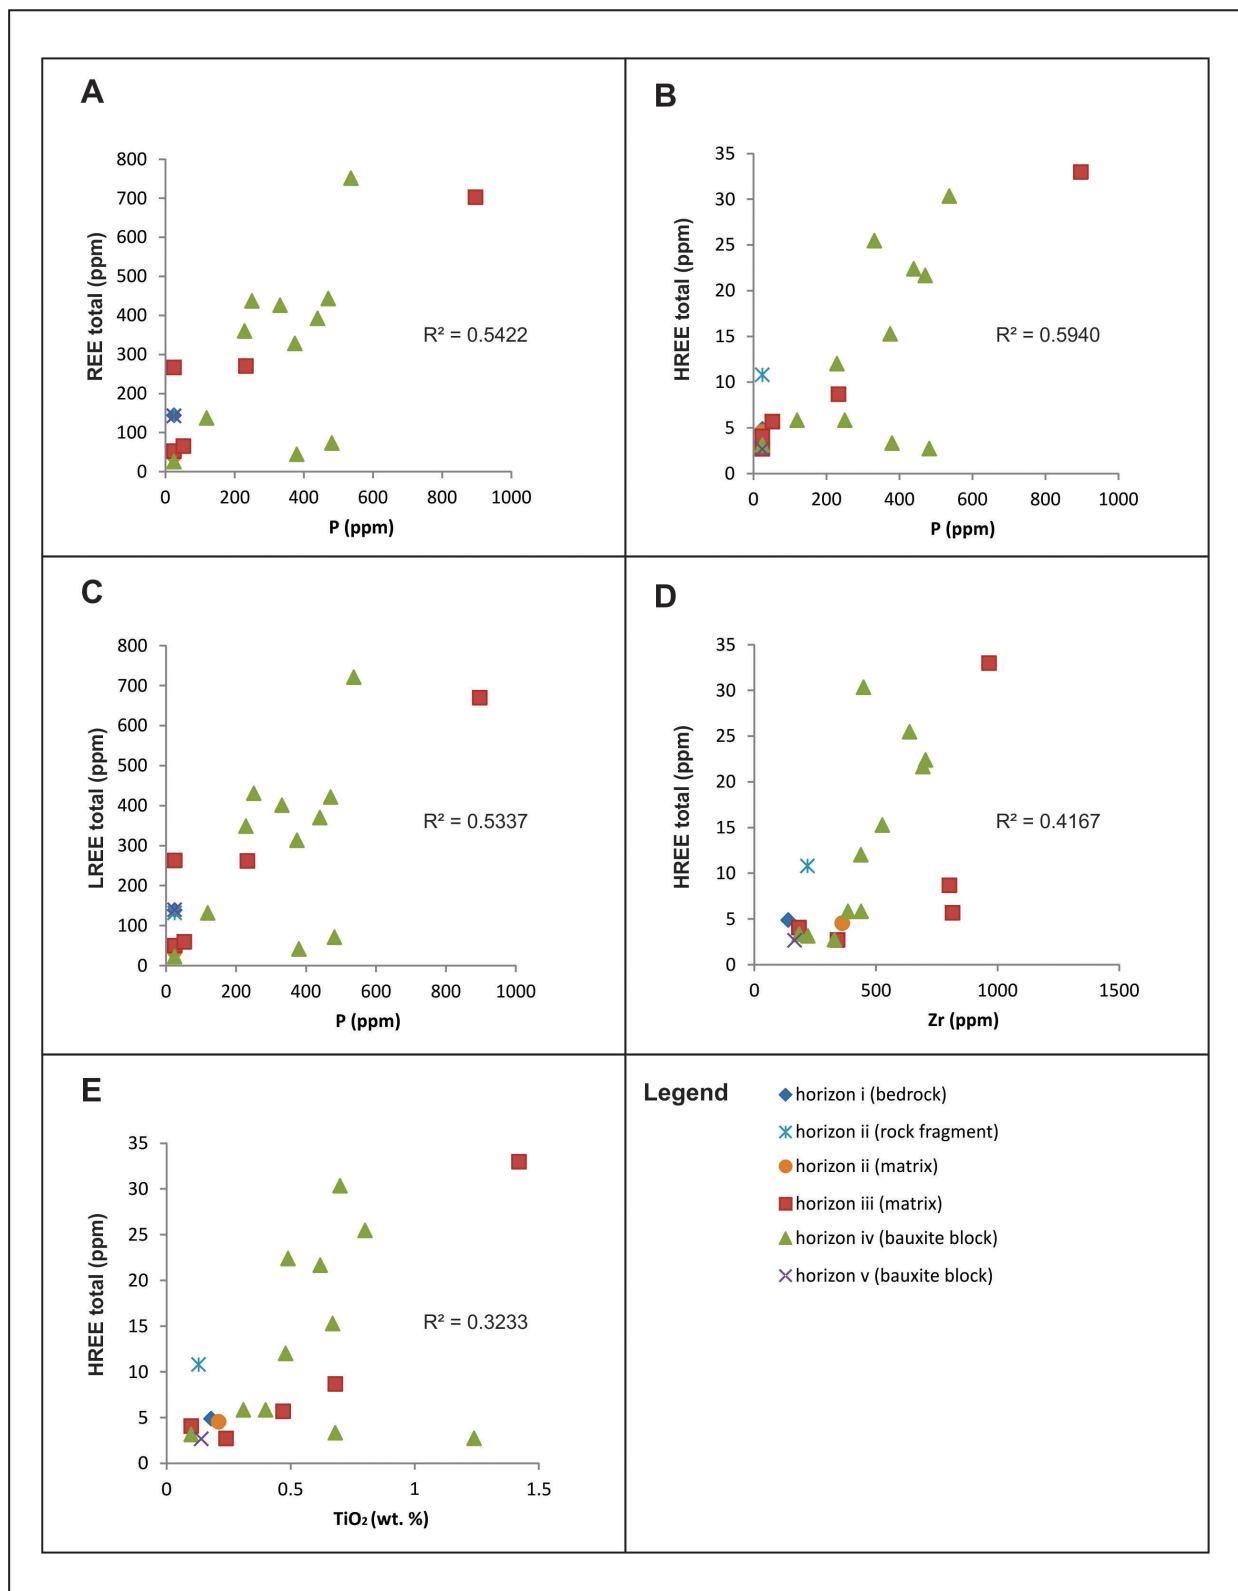 A
800
700
600
500
400
300
200
100
0
REE total (ppm)
R² = 0.5422
0 200 400 600 800 1000
P (ppm)
B
35
30
25
20
15
10
5
0
HREE total (ppm)
R² = 0.5940
0 200 400 600 800 1000
P (ppm)
C
800
700
600
500
400
300
200
100
0
LREE total (ppm)
R² = 0.5337
0 200 400 600 800 1000
P (ppm)
D
35
30
25
20
15
10
5
0
HREE total (ppm)
R² = 0.4167
0 500 1000 1500
Zr (ppm)
E
35
30
25
20
15
10
5
0
HREE total (ppm)
R² = 0.3233
0 0.5 1 1.5
TiO₂ (wt. %)
Legend
horizon i (bedrock)
horizon ii (rock fragment)
horizon ii (matrix)
horizon iii (matrix)
horizon iv (bauxite block)
horizon v (bauxite block)